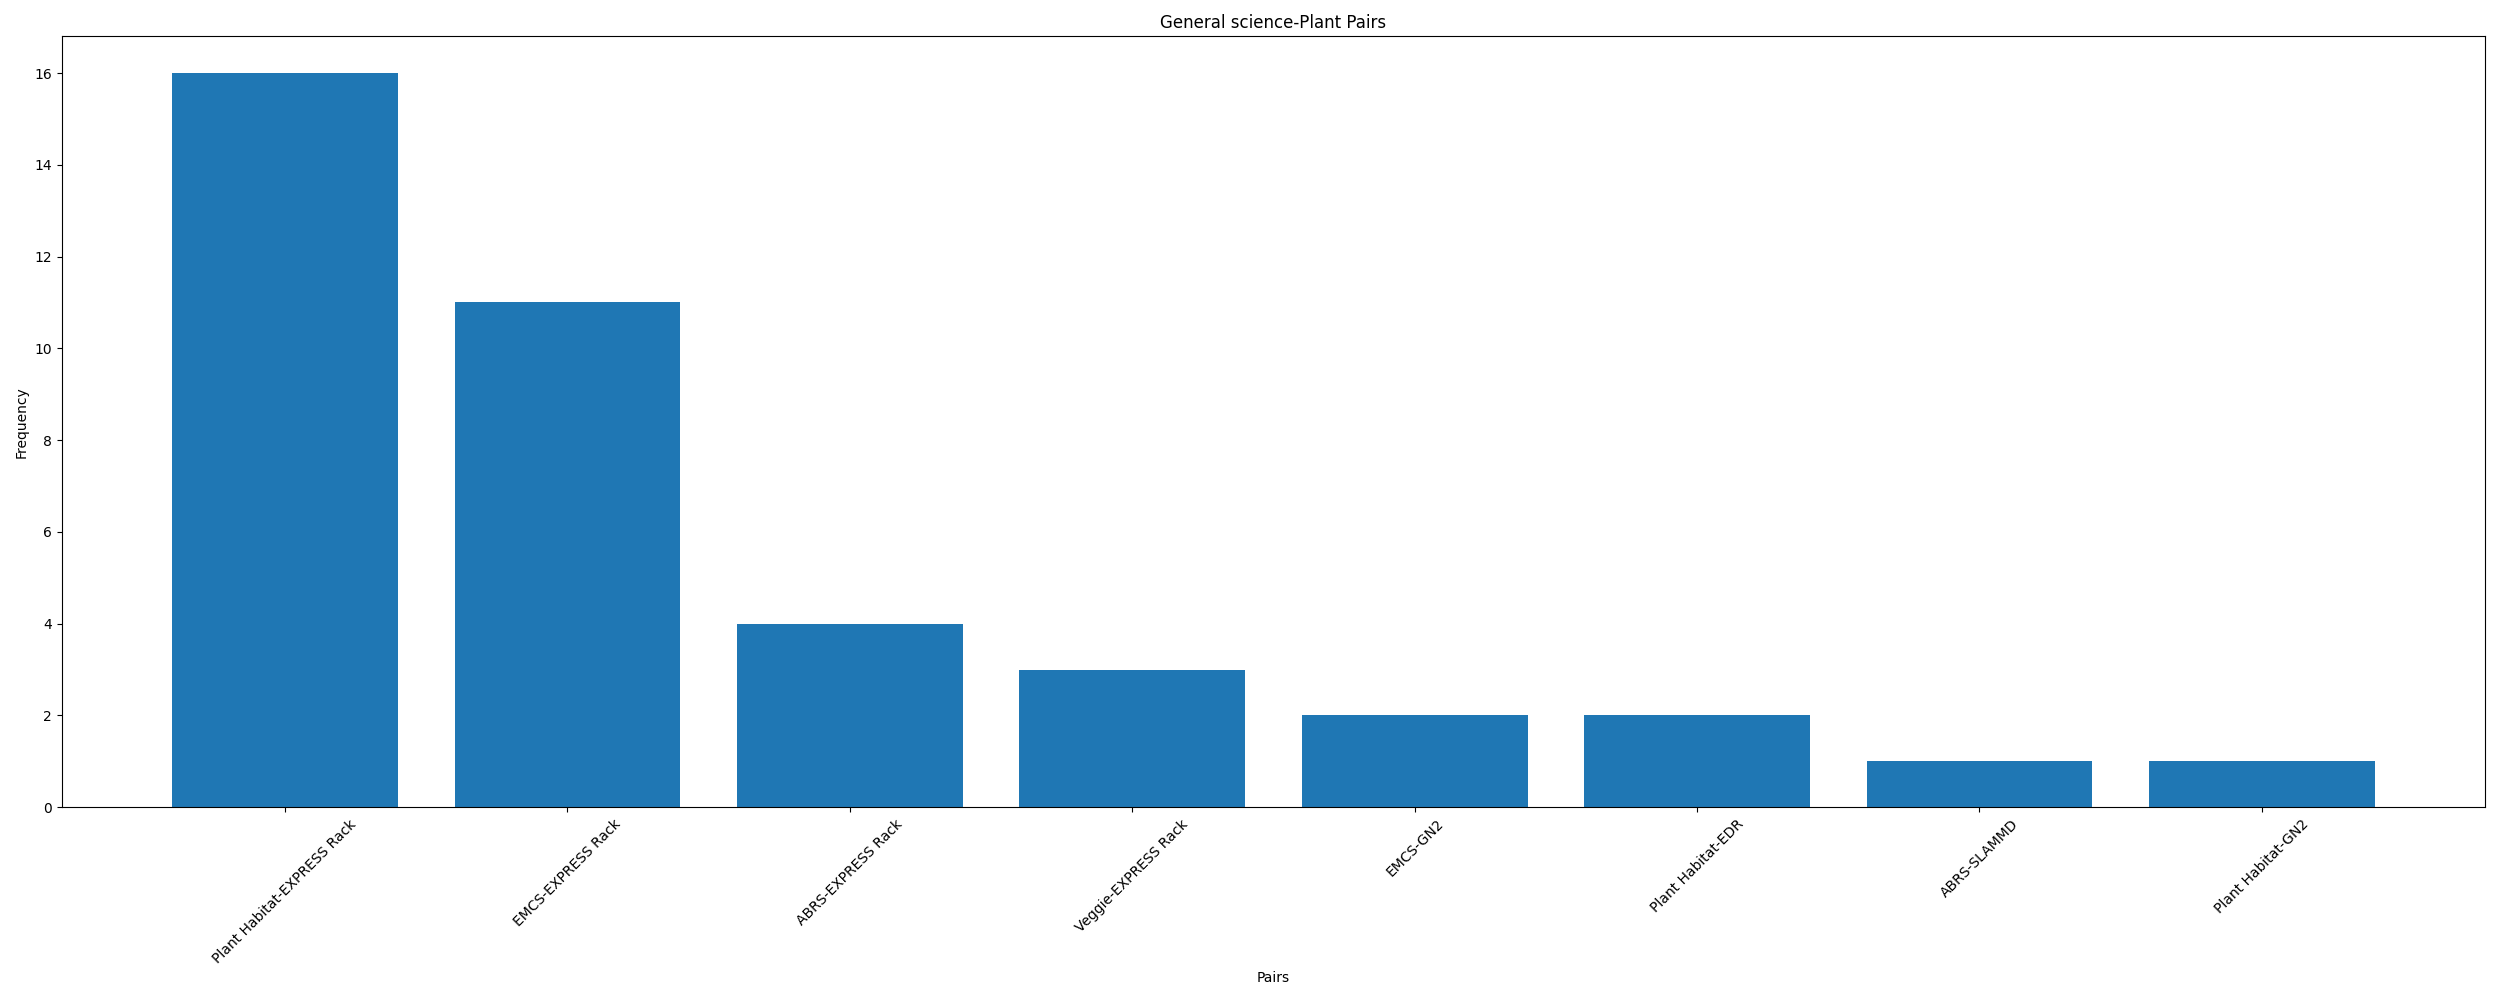 General science-Plant Pairs
16
14
12
10
8
6
4
2
0
Frequency
Plant Habitat-EXPRESS Rack
EMCS-EXPRESS Rack
ABRS-EXPRESS Rack
Veggie-EXPRESS Rack
EMCS-GN2
Plant Habitat-EDR
ABRS-SLAMMD
Plant Habitat-GN2
Pairs